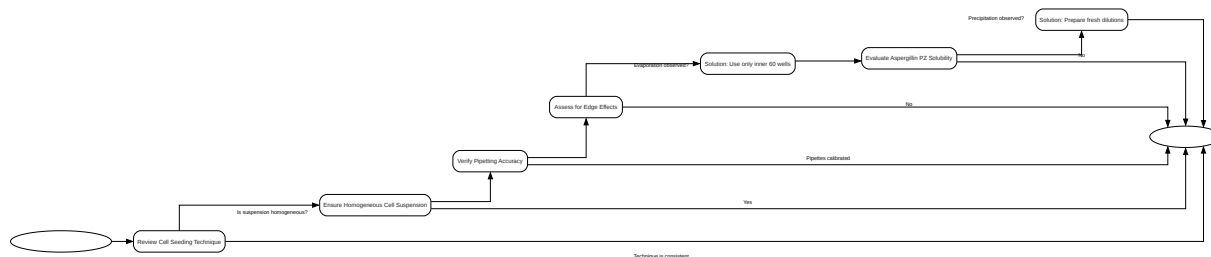 Precipitation observed?
Solution: Prepare fresh dilutions
No
Evaporation observed?
Solution: Use only inner 60 wells
Evaluate Aspergillin PZ Solubility
Assess for Edge Effects
No
Verify Pipetting Accuracy
Pipettes calibrated
Ensure Homogeneous Cell Suspension
Yes
Is suspension homogeneous?
Review Cell Seeding Technique
Technique is consistent